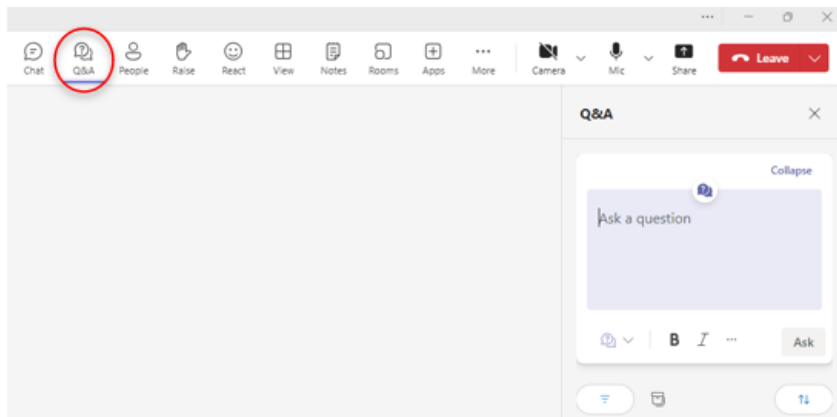 Chat Q&A People Raise React View Notes Rooms Apps More Camera Mic Share Leave
Q&A
Collapse
Ask a question
B I Ask